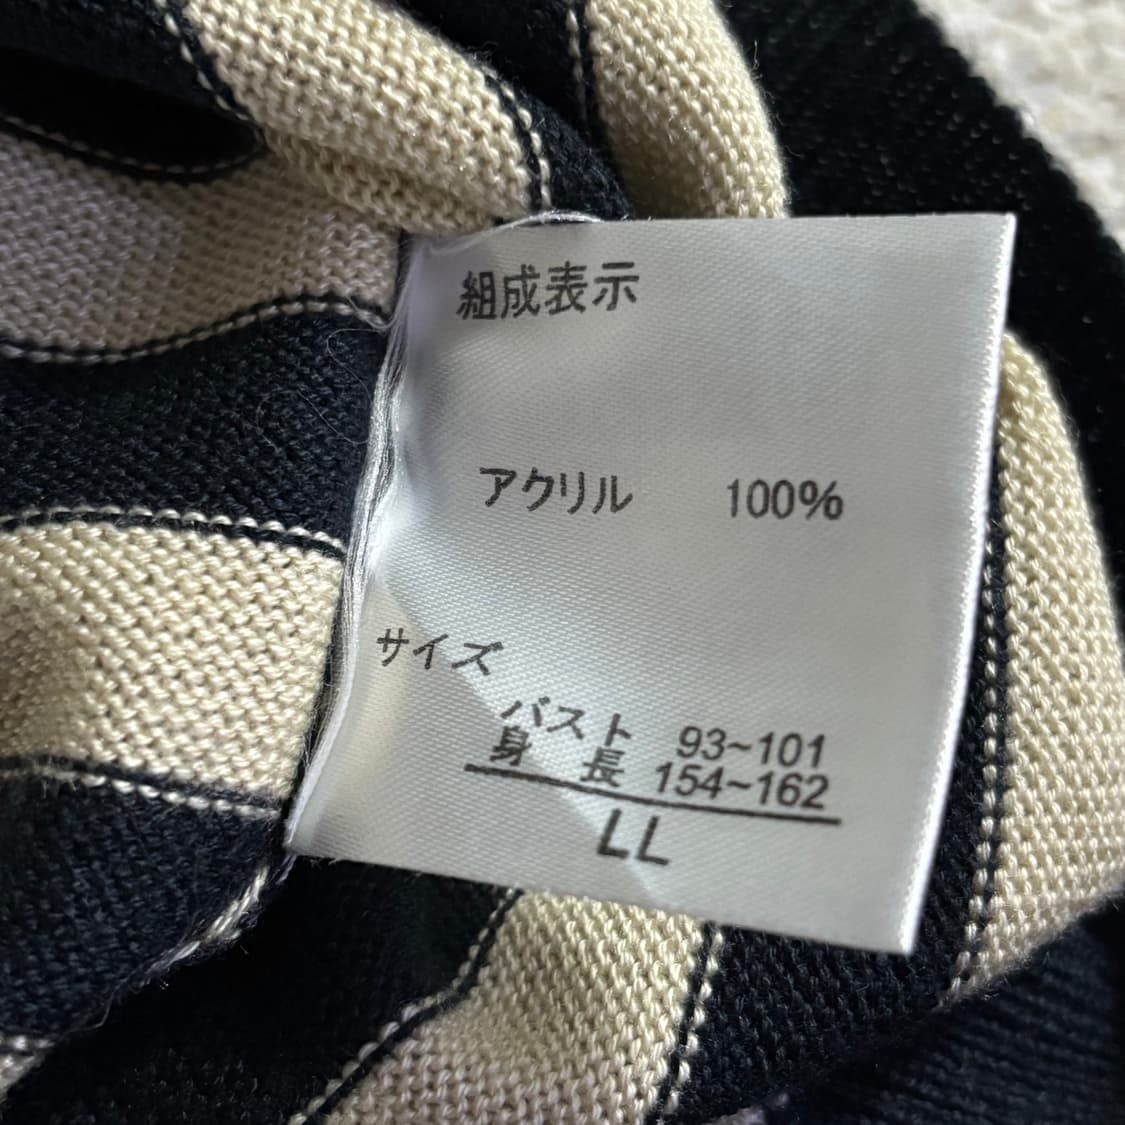 組成表示
アクリル 100%
サイズ
バスト 93~101
身長 154~162
LL